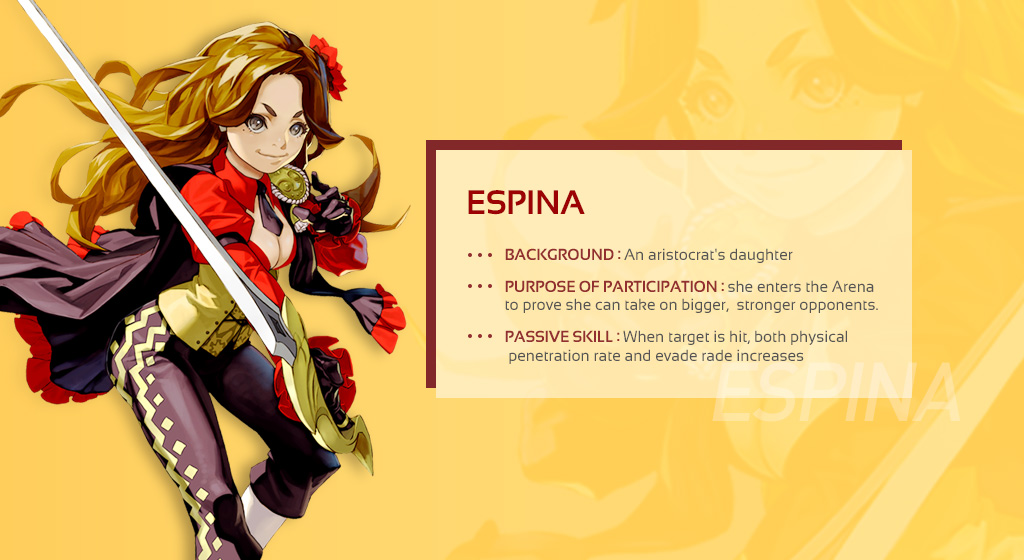 ESPINA
••• BACKGROUND : An aristocrat's daughter
••• PURPOSE OF PARTICIPATION : she enters the Arena
to prove she can take on bigger, stronger opponents.
••• PASSIVE SKILL : When target is hit, both physical
penetration rate and evade rade increases
"ESPINA